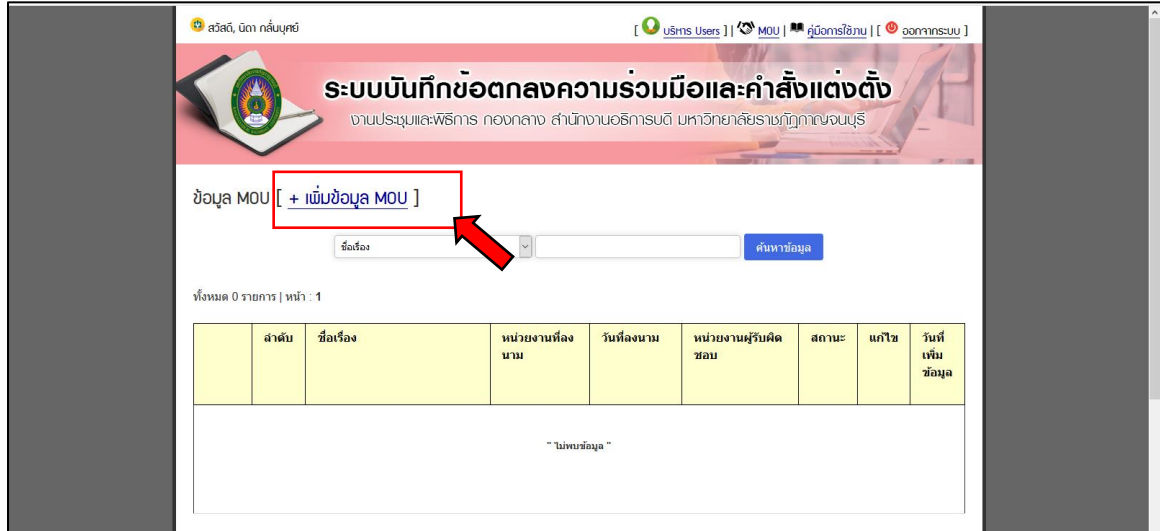 สวัสดี, นิดา กลั่นบุศย์ [ บริหาร Users ] | MOU | คู่มือการใช้งาน | [ ออกจากระบบ ]
ระบบบันทึกข้อตกลงความร่วมมือและคำสั่งแต่งตั้ง
งานประชุมและพิธีการ กองกลาง สำนักงานอธิการบดี มหาวิทยาลัยราชภัฏกาญจนบุรี
ข้อมูล MOU [ + เพิ่มข้อมูล MOU ]
ชื่อเรื่อง ค้นหาข้อมูล
ทั้งหมด 0 รายการ | หน้า : 1
ลำดับ ชื่อเรื่อง หน่วยงานที่ลง วันที่ลงนาม หน่วยงานผู้รับผิด สถานะ แก้ไข วันที่
นาม ชอบ เพิ่ม
ข้อมูล
" ไม่พบข้อมูล "